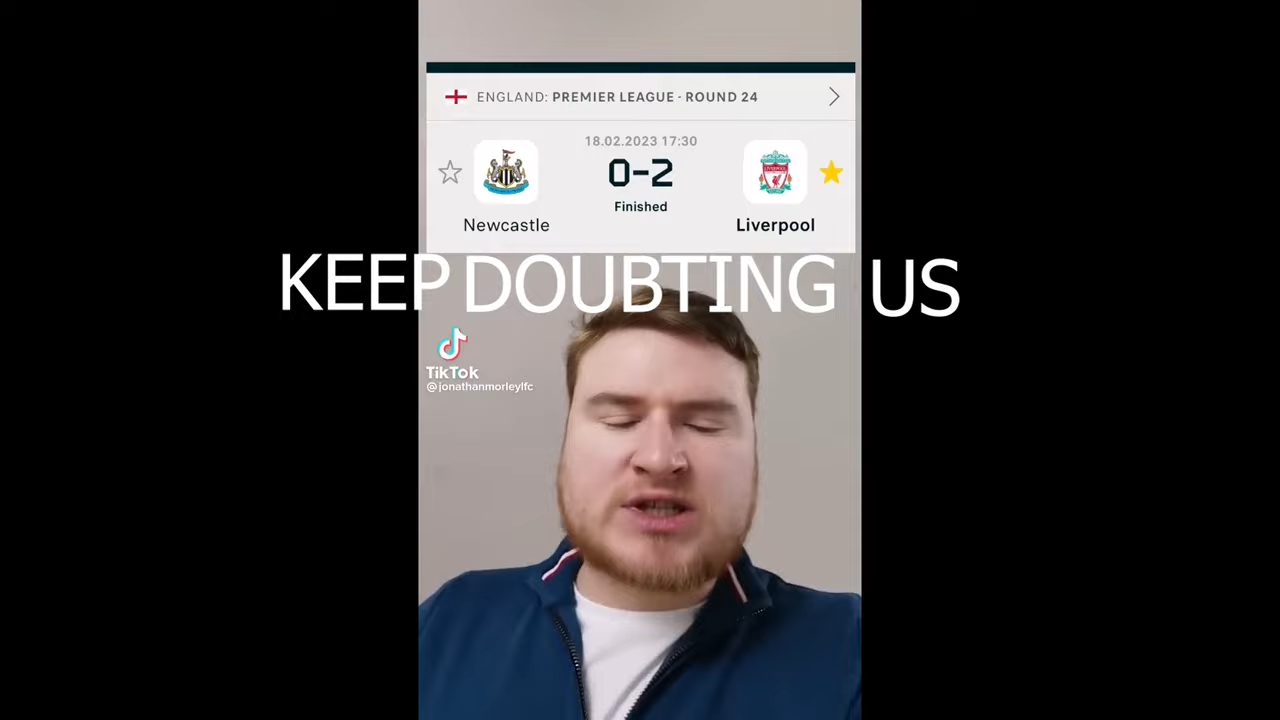 ENGLAND: PREMIER LEAGUE - ROUND 24
18.02.2023 17:30
0-2
Finished
Newcastle
Liverpool
KEEP DOUBTING US
TikTok
@jonathanmorleylfc